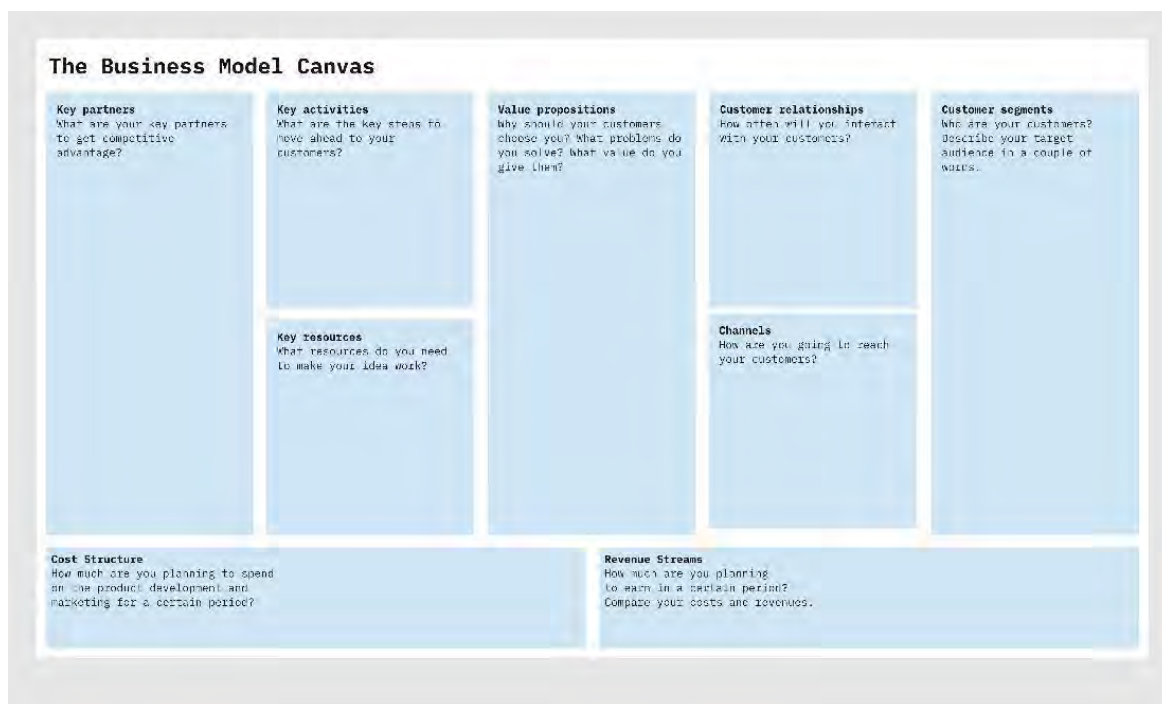 The Business Model Canvas
Key partners
What are your key partners
to get competitive
advantage?
Key activities
What are the key steps to
move ahead to your
customers?
Key resources
What resources do you need
to make your idea work?
Value propositions
Why should your customers
choose you? What problems do
you solve? What value do you
give them?
Customer relationships
How often will you interact
with your customers?
Channels
How are you going to reach
your customers?
Customer segments
Who are your customers?
Describe your target
audience in a couple of
words.
Cost Structure
How much are you planning to spend
on the product development and
marketing for a certain period?
Revenue Streams
How much are you planning
to earn in a certain period?
Compare your costs and revenues.